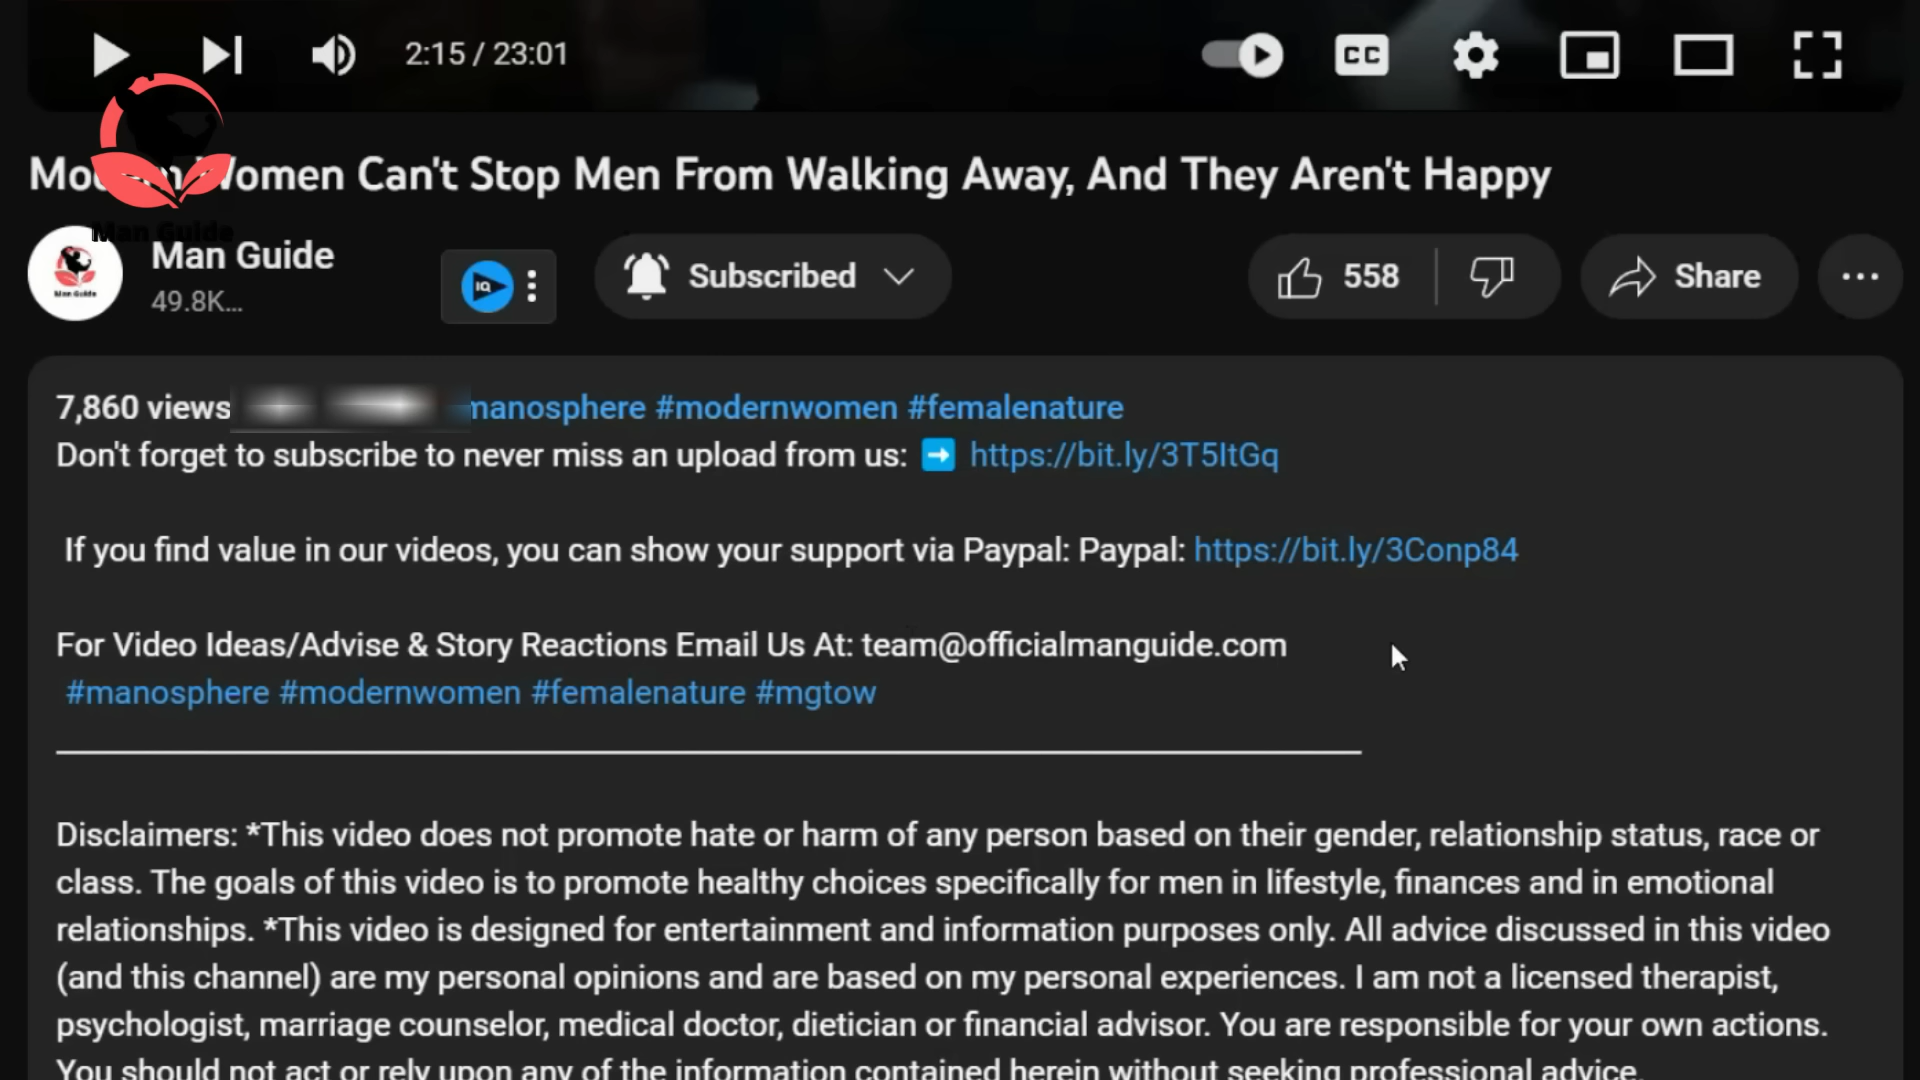 2:15 / 23:01
CC
Modern Women Can't Stop Men From Walking Away, And They Aren't Happy
Man Guide
Man Guide
Man Guide
49.8K...
IQ
Subscribed
558
Share
7,860 views manosphere #modernwomen #femalenature
Don't forget to subscribe to never miss an upload from us: ➡ https://bit.ly/3T5ItGq
If you find value in our videos, you can show your support via Paypal: Paypal: https://bit.ly/3Conp84
For Video Ideas/Advise & Story Reactions Email Us At: team@officialmanguide.com
#manosphere #modernwomen #femalenature #mgtow
Disclaimers: *This video does not promote hate or harm of any person based on their gender, relationship status, race or
class. The goals of this video is to promote healthy choices specifically for men in lifestyle, finances and in emotional
relationships. *This video is designed for entertainment and information purposes only. All advice discussed in this video
(and this channel) are my personal opinions and are based on my personal experiences. I am not a licensed therapist,
psychologist, marriage counselor, medical doctor, dietician or financial advisor. You are responsible for your own actions.
You should not act or rely upon any of the information contained herein without seeking professional advice.